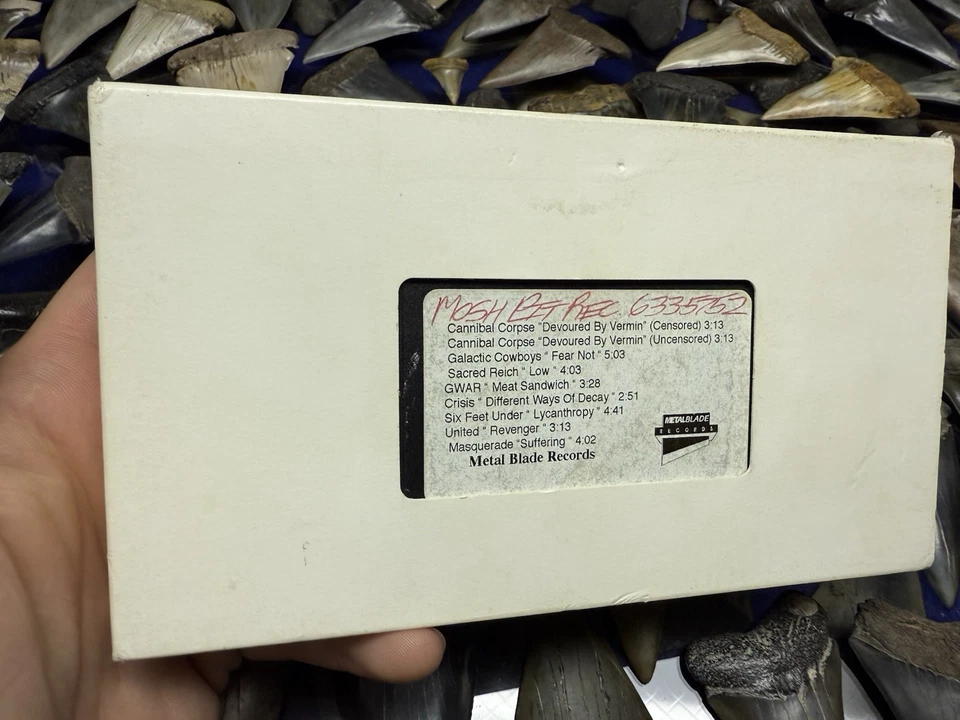 MOSH PIT REC. 6335752
Cannibal Corpse "Devoured By Vermin" (Censored) 3:13
Cannibal Corpse "Devoured By Vermin" (Uncensored) 3:13
Galactic Cowboys " Fear Not " 5:03
Sacred Reich " Low " 4:03
GWAR " Meat Sandwich " 3:28
Crisis " Different Ways Of Decay " 2:51
Six Feet Under " Lycanthropy " 4:41
United " Revenger " 3:13
Masquerade "Suffering " 4:02
Metal Blade Records
METAL BLADE
RECORDS